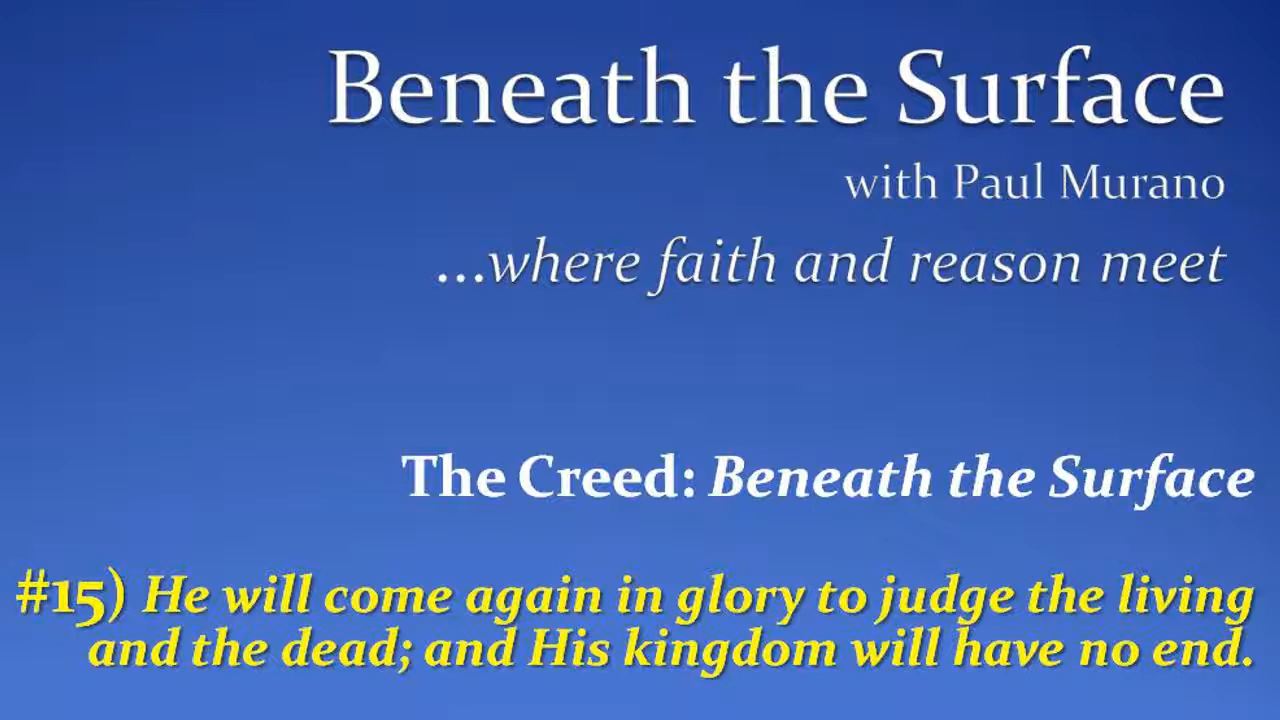 Beneath the Surface
with Paul Murano
...where faith and reason meet
The Creed: Beneath the Surface
#15) He will come again in glory to judge the living
and the dead; and His kingdom will have no end.